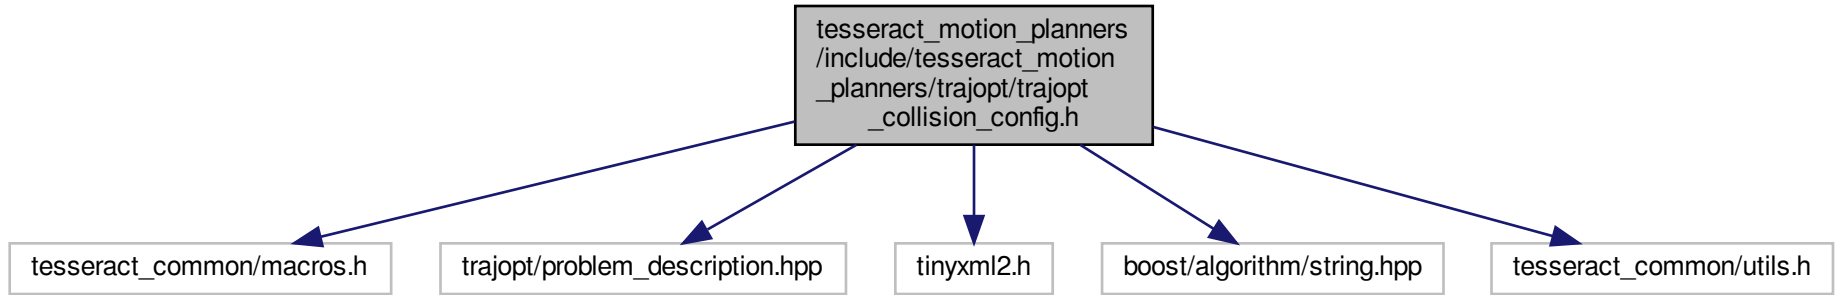 tesseract_motion_planners
/include/tesseract_motion
_planners/trajopt/trajopt
_collision_config.h
tesseract_common/macros.h
trajopt/problem_description.hpp
tinyxml2.h
boost/algorithm/string.hpp
tesseract_common/utils.h